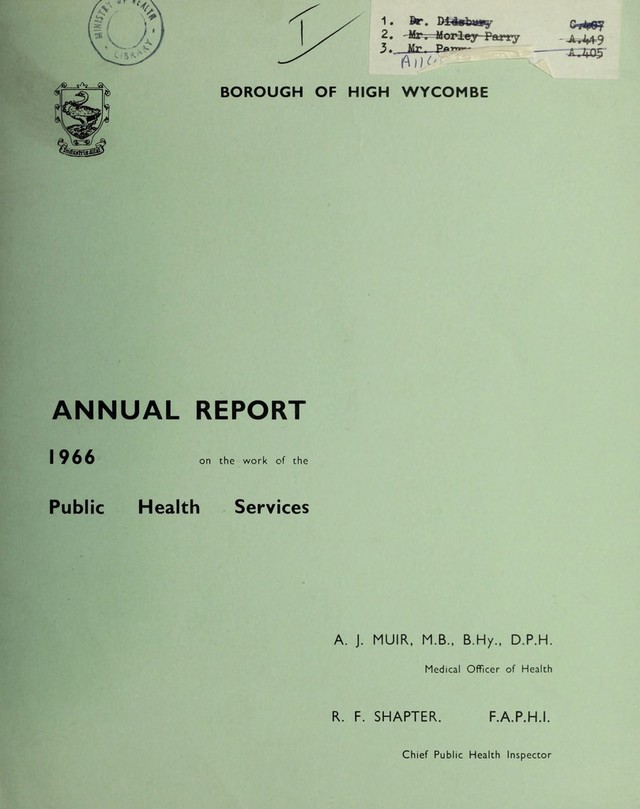 MINISTRY OF HEALTH
LIBRARY
I
1. Dr. Didsbury C.407
2. Mr. Morley Parry A.419
3. Mr. A.405
BOROUGH OF HIGH WYCOMBE
ANNUAL REPORT
1966 on the work of the
Public Health Services
A. J. MUIR, M.B., B.Hy., D.P.H.
Medical Officer of Health
R. F. SHAPTER. F.A.P.H.I.
Chief Public Health Inspector